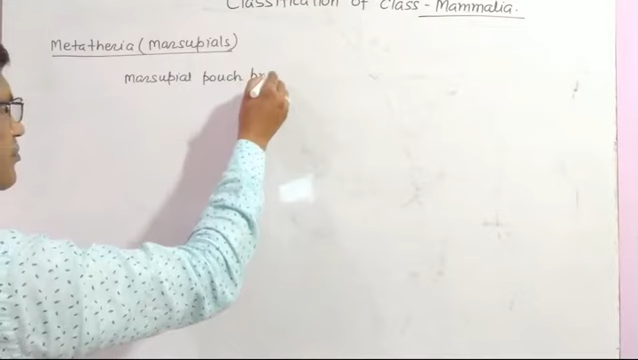 Classification of Class - Mammalia.
Metatheria (Marsupials)
Marsupial pouch